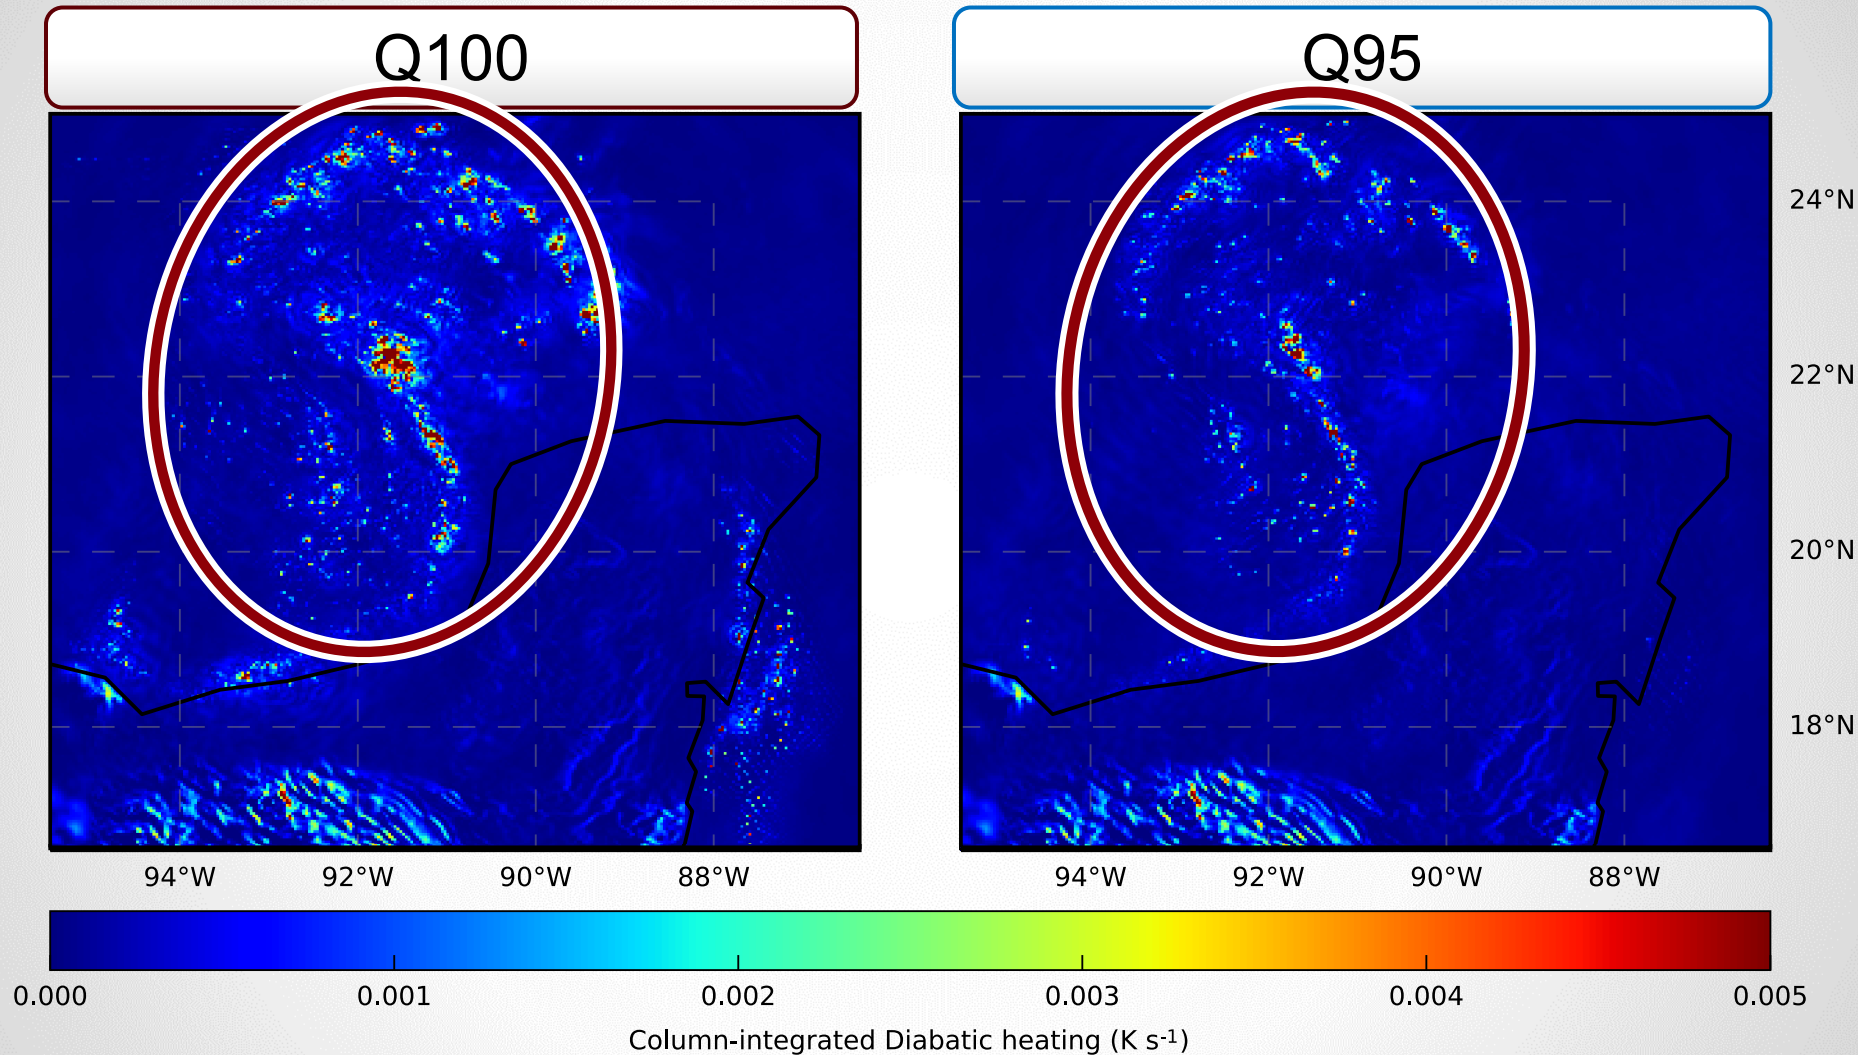 Q100 Q95
24°N
22°N
20°N
18°N
94°W 92°W 90°W 88°W 94°W 92°W 90°W 88°W
0.000 0.001 0.002 0.003 0.004 0.005
Column-integrated Diabatic heating (K s⁻¹)